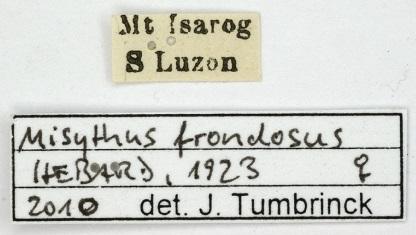 Mt Isarog
S Luzon
Misythus frondosus
(HEBARD), 1923 ♀
2010 det. J. Tumbrinck